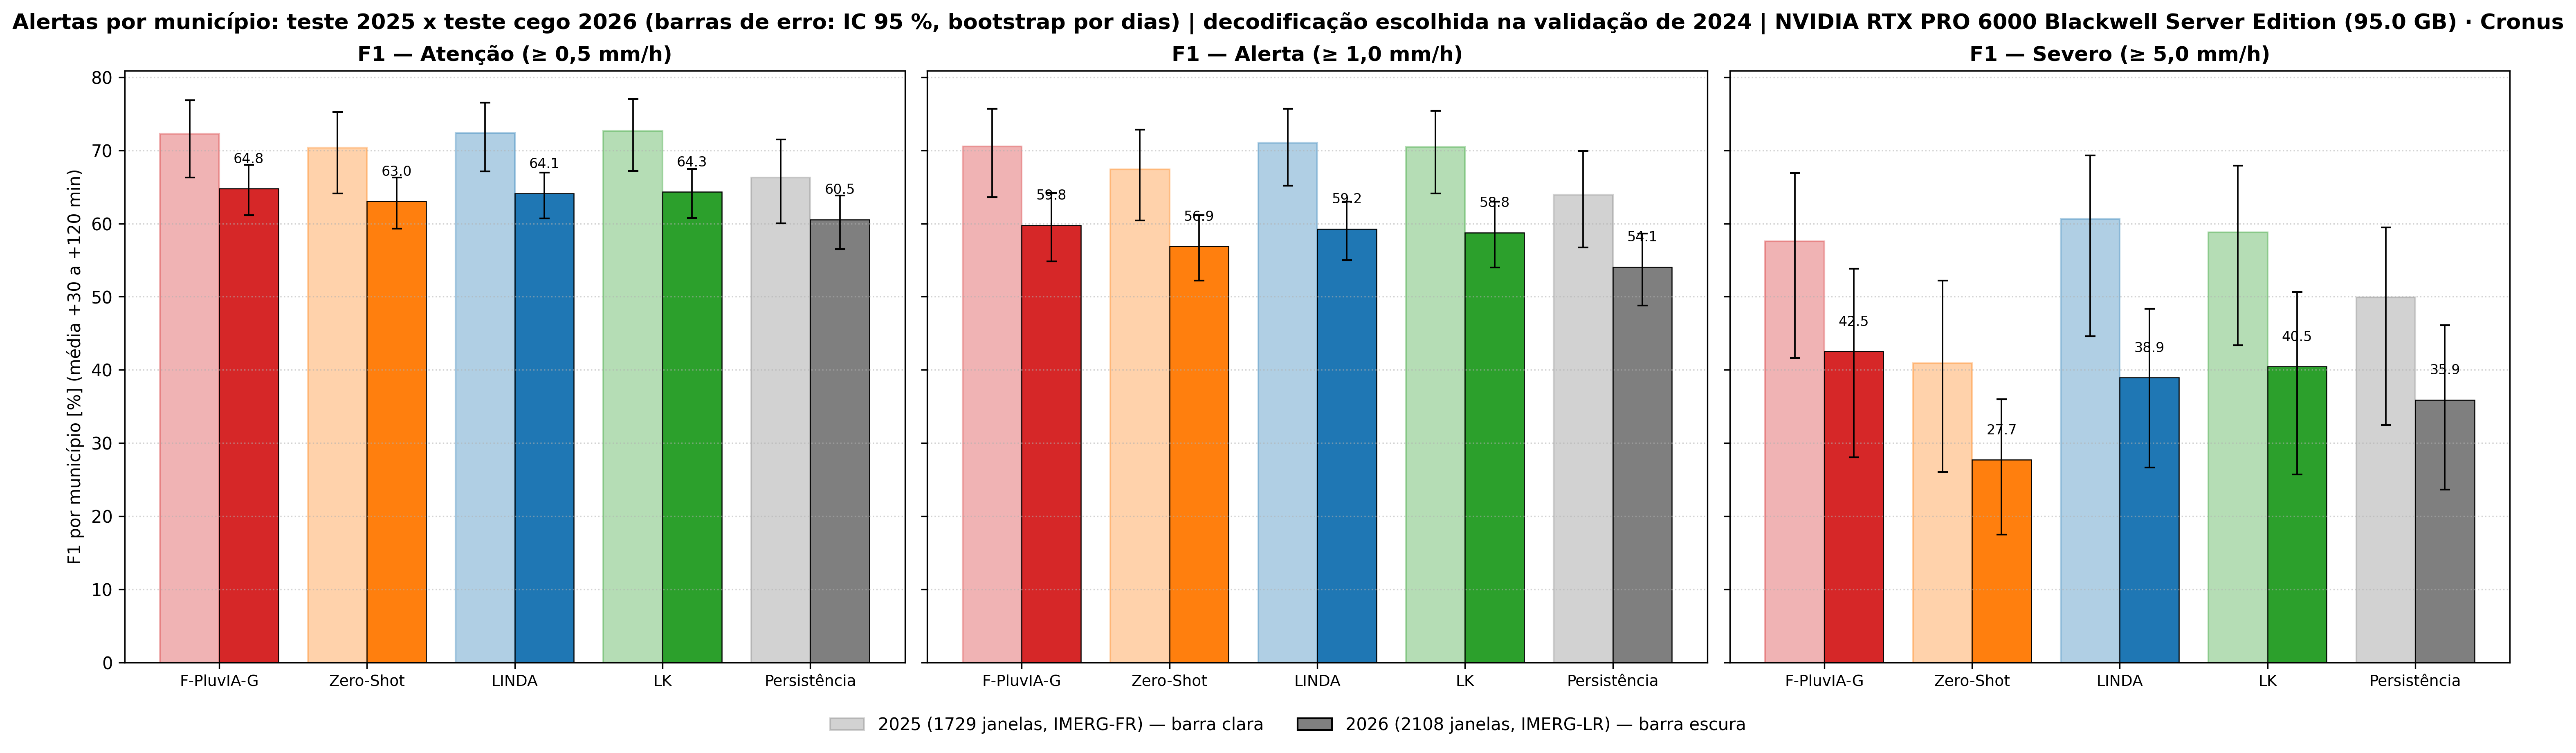 Alertas por município: teste 2025 x teste cego 2026 (barras de erro: IC 95 %, bootstrap por dias) | decodificação escolhida na validação de 2024 | NVIDIA RTX PRO 6000 Blackwell Server Edition (95.0 GB) · Cronus
F1 — Atenção (≥ 0,5 mm/h)
F1 por município [%] (média +30 a +120 min)
80
70
60
50
40
30
20
10
0
64.8
63.0
64.1
64.3
60.5
F-PluvIA-G
Zero-Shot
LINDA
LK
Persistência
F1 — Alerta (≥ 1,0 mm/h)
59.8
56.9
59.2
58.8
54.1
F-PluvIA-G
Zero-Shot
LINDA
LK
Persistência
F1 — Severo (≥ 5,0 mm/h)
42.5
27.7
38.9
40.5
35.9
F-PluvIA-G
Zero-Shot
LINDA
LK
Persistência
2025 (1729 janelas, IMERG-FR) — barra clara
2026 (2108 janelas, IMERG-LR) — barra escura